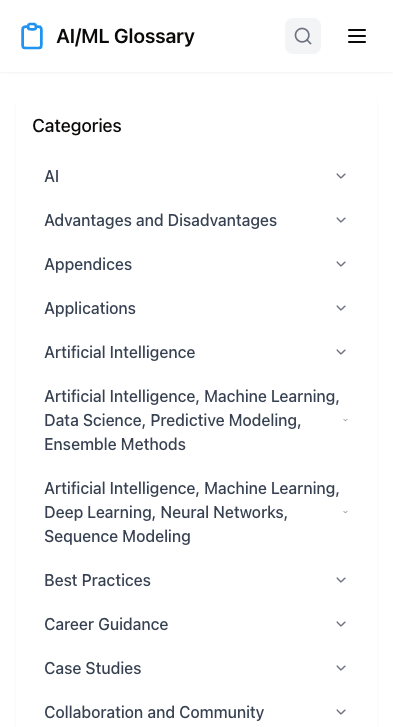 AI/ML Glossary
Categories
AI
Advantages and Disadvantages
Appendices
Applications
Artificial Intelligence
Artificial Intelligence, Machine Learning,
Data Science, Predictive Modeling,
Ensemble Methods
Artificial Intelligence, Machine Learning,
Deep Learning, Neural Networks,
Sequence Modeling
Best Practices
Career Guidance
Case Studies
Collaboration and Community